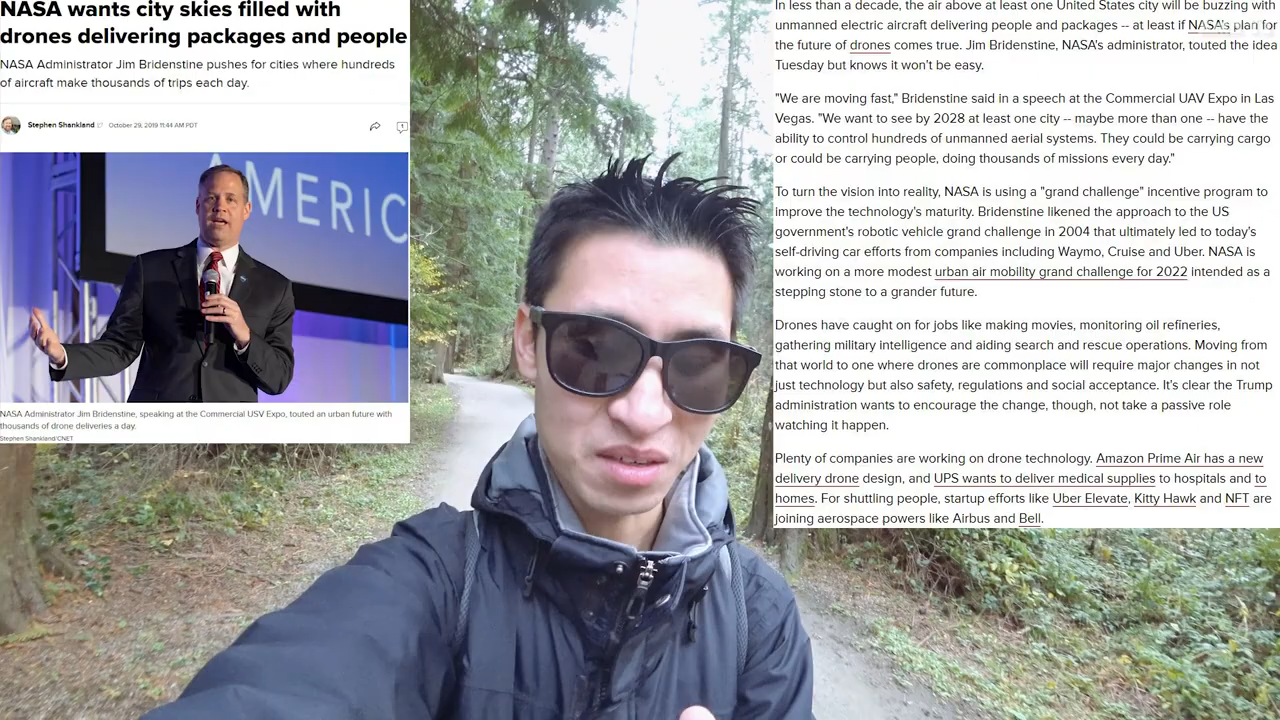 NASA wants city skies filled with
drones delivering packages and people
NASA Administrator Jim Bridenstine pushes for cities where hundreds
of aircraft make thousands of trips each day.
Stephen Shankland October 29, 2019 11:44 AM PDT
AMERIC
NASA Administrator Jim Bridenstine, speaking at the Commercial USV Expo, touted an urban future with
thousands of drone deliveries a day.
Stephen Shankland/CNET
In less than a decade, the air above at least one United States city will be buzzing with
unmanned electric aircraft delivering people and packages -- at least if NASA's plan for
the future of drones comes true. Jim Bridenstine, NASA's administrator, touted the idea
Tuesday but knows it won't be easy.
"We are moving fast," Bridenstine said in a speech at the Commercial UAV Expo in Las
Vegas. "We want to see by 2028 at least one city -- maybe more than one -- have the
ability to control hundreds of unmanned aerial systems. They could be carrying cargo
or could be carrying people, doing thousands of missions every day."
To turn the vision into reality, NASA is using a "grand challenge" incentive program to
improve the technology's maturity. Bridenstine likened the approach to the US
government's robotic vehicle grand challenge in 2004 that ultimately led to today's
self-driving car efforts from companies including Waymo, Cruise and Uber. NASA is
working on a more modest urban air mobility grand challenge for 2022 intended as a
stepping stone to a grander future.
Drones have caught on for jobs like making movies, monitoring oil refineries,
gathering military intelligence and aiding search and rescue operations. Moving from
that world to one where drones are commonplace will require major changes in not
just technology but also safety, regulations and social acceptance. It's clear the Trump
administration wants to encourage the change, though, not take a passive role
watching it happen.
Plenty of companies are working on drone technology. Amazon Prime Air has a new
delivery drone design, and UPS wants to deliver medical supplies to hospitals and to
homes. For shuttling people, startup efforts like Uber Elevate, Kitty Hawk and NFT are
joining aerospace powers like Airbus and Bell.